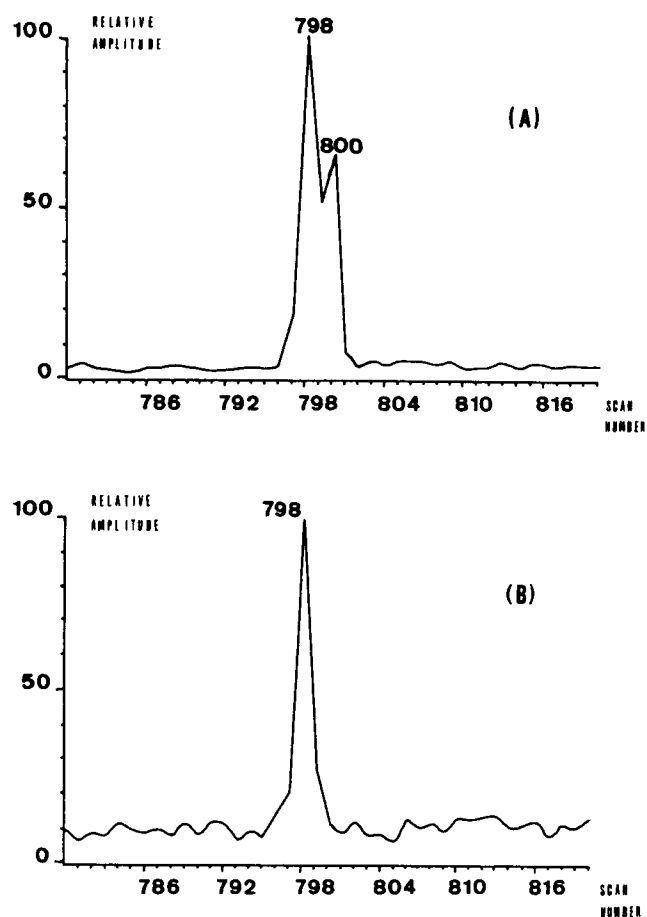 RELATIVE
AMPLITUDE
100
798
(A)
800
50
0
786 792 798 804 810 816
SCAN
NUMBER
100
RELATIVE
AMPLITUDE
798
(B)
50
0
786 792 798 804 810 816
SCAN
NUMBER